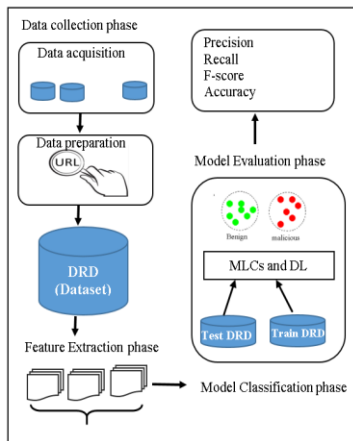 Data collection phase
Data acquisition
Data preparation
URL
DRD
(Dataset)
Feature Extraction phase
Precision
Recall
F-score
Accuracy
Model Evaluation phase
Benign
malicious
MLCs and DL
Test DRD
Train DRD
Model Classification phase